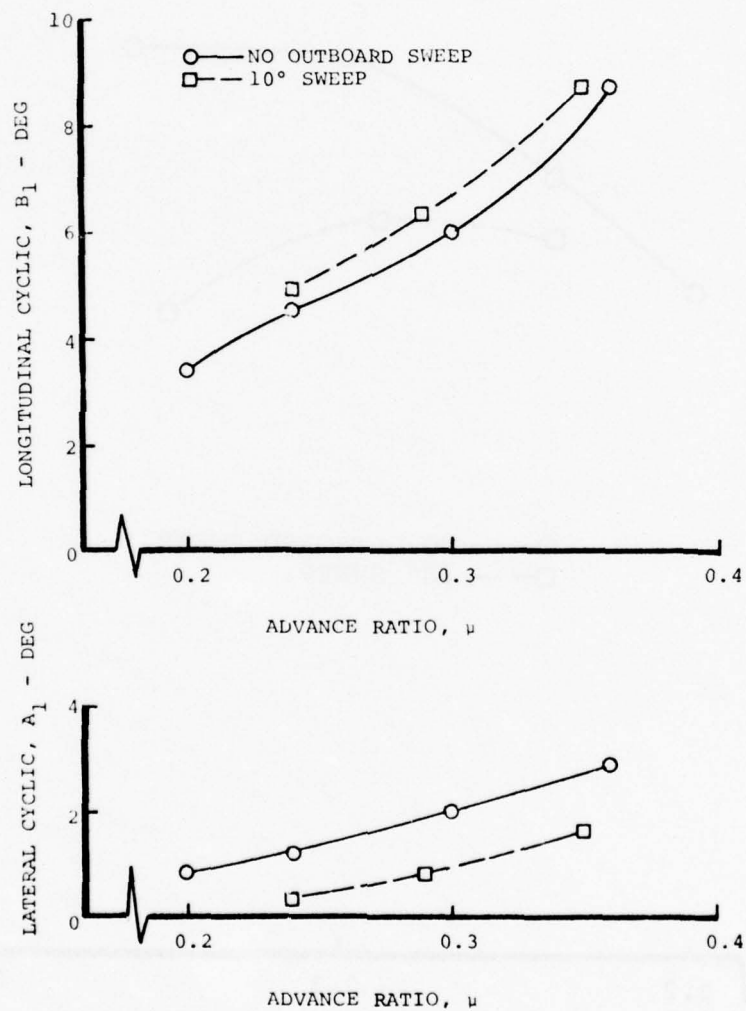 10
NO OUTBOARD SWEEP
10° SWEEP
8
6
4
2
0
LONGITUDINAL CYCLIC, B1 - DEG
0.2 0.3 0.4
ADVANCE RATIO, μ
4
2
0
LATERAL CYCLIC, A1 - DEG
0.2 0.3 0.4
ADVANCE RATIO, μ